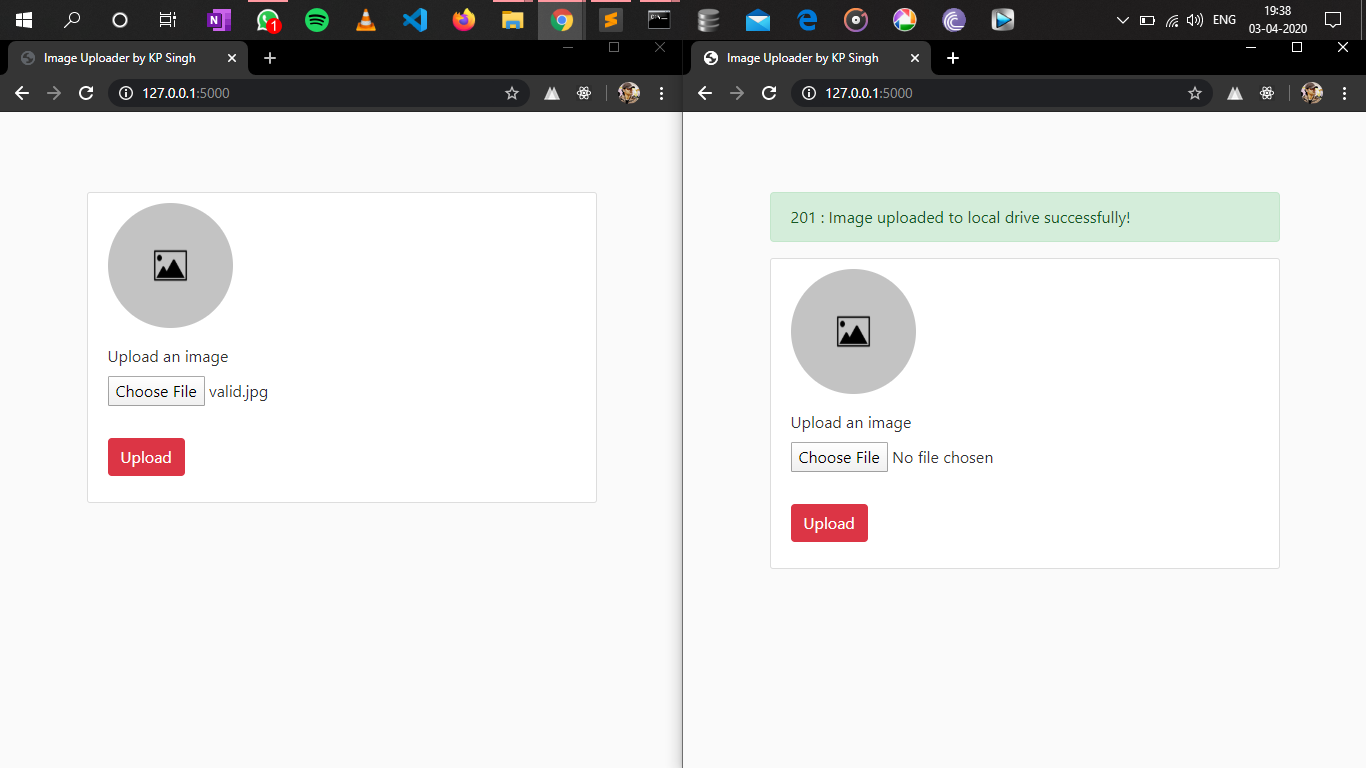 1
ENG
19:38
03-04-2020
Image Uploader by KP Singh
127.0.0.1:5000
Upload an image
Choose File valid.jpg
Upload
Image Uploader by KP Singh
127.0.0.1:5000
201 : Image uploaded to local drive successfully!
Upload an image
Choose File No file chosen
Upload